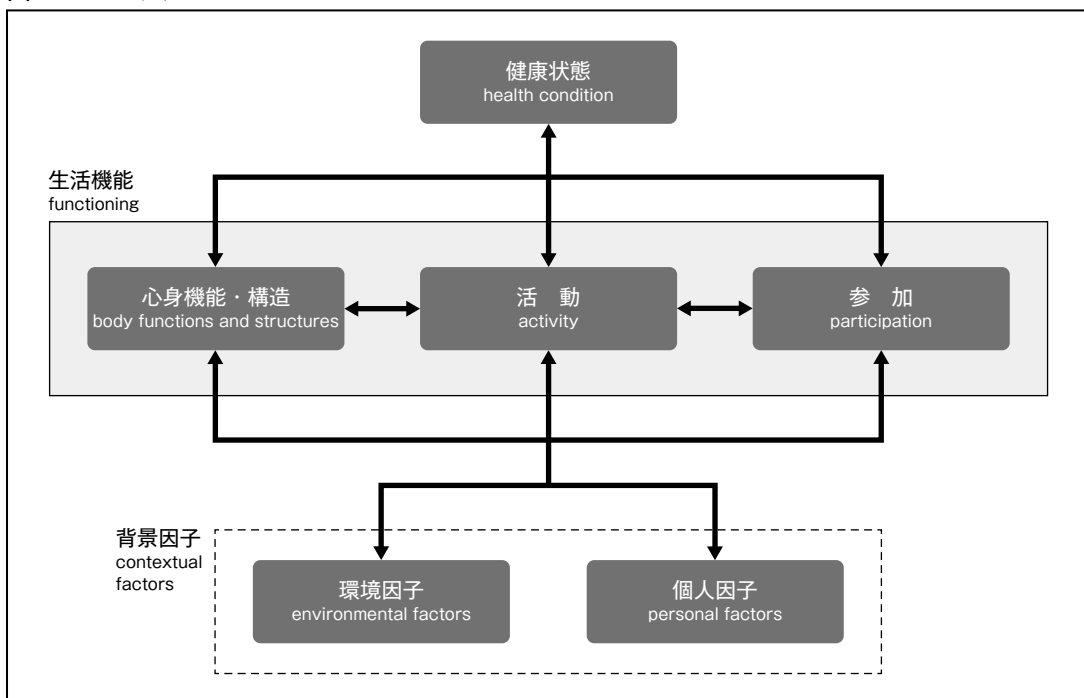 健康状態
health condition
生活機能
functioning
心身機能・構造
body functions and structures
活　動
activity
参　加
participation
背景因子
contextual
factors
環境因子
environmental factors
個人因子
personal factors